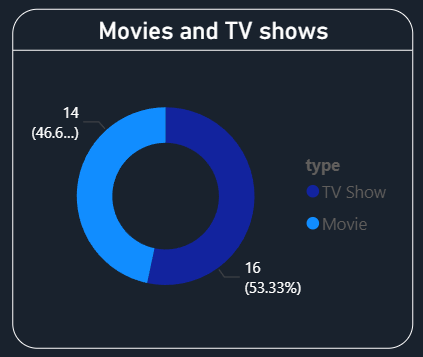 Movies and TV shows
14
(46.6...)
type
TV Show
Movie
16
(53.33%)